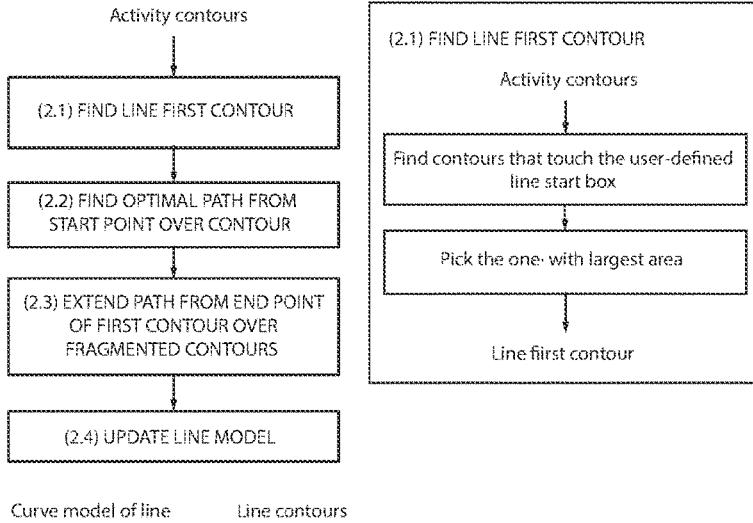 Activity contours
(2.1) FIND LINE FIRST CONTOUR
(2.2) FIND OPTIMAL PATH FROM
START POINT OVER CONTOUR
(2.3) EXTEND PATH FROM END POINT
OF FIRST CONTOUR OVER
FRAGMENTED CONTOURS
(2.4) UPDATE LINE MODEL
Curve model of line
Line contours
(2.1) FIND LINE FIRST CONTOUR
Activity contours
Find contours that touch the user-defined
line start box
Pick the one· with largest area
Line fiirst contour